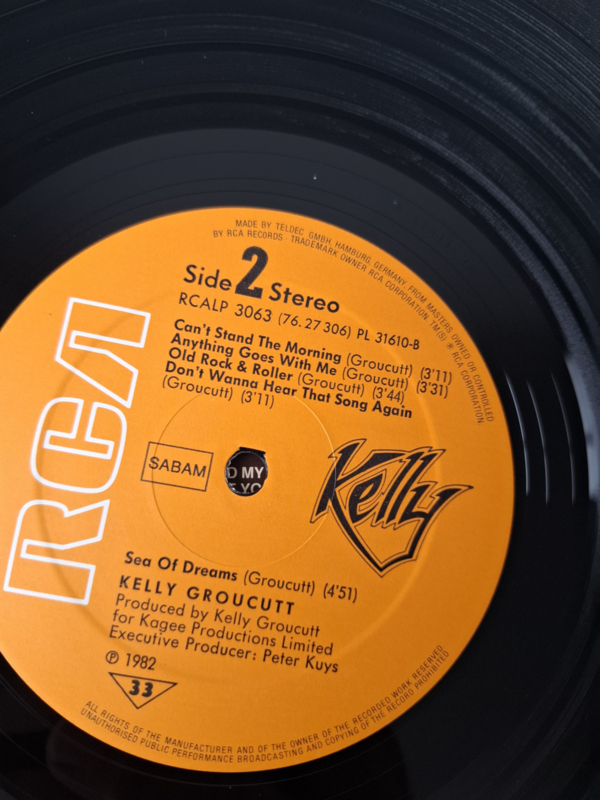 MADE BY TELDEC GMBH HAMBURG, GERMANY, FROM MASTERS OWNED OR CONTROLLED
BY RCA RECORDS · TRADEMARK OWNER RCA CORPORATION TM(S) ® RCA CORPORATION
Side 2 Stereo
RCALP 3063 (76.27306) PL 31610-B
Can't Stand The Morning (Groucutt) (3'11)
Anything Goes With Me (Groucutt) (3'31)
Old Rock & Roller (Groucutt) (3'44)
Don't Wanna Hear That Song Again
(Groucutt) (3'11)
RCA
SABAM
D MY
Kelly
Sea Of Dreams (Groucutt) (4'51)
KELLY GROUCUTT
Produced by Kelly Groucutt
for Kagee Productions Limited
Executive Producer: Peter Kuys
℗ 1982
33
ALL RIGHTS OF THE MANUFACTURER AND OF THE OWNER OF THE RECORDED WORK RESERVED
UNAUTHORISED PUBLIC PERFORMANCE BROADCASTING AND COPYING OF THIS RECORD PROHIBITED